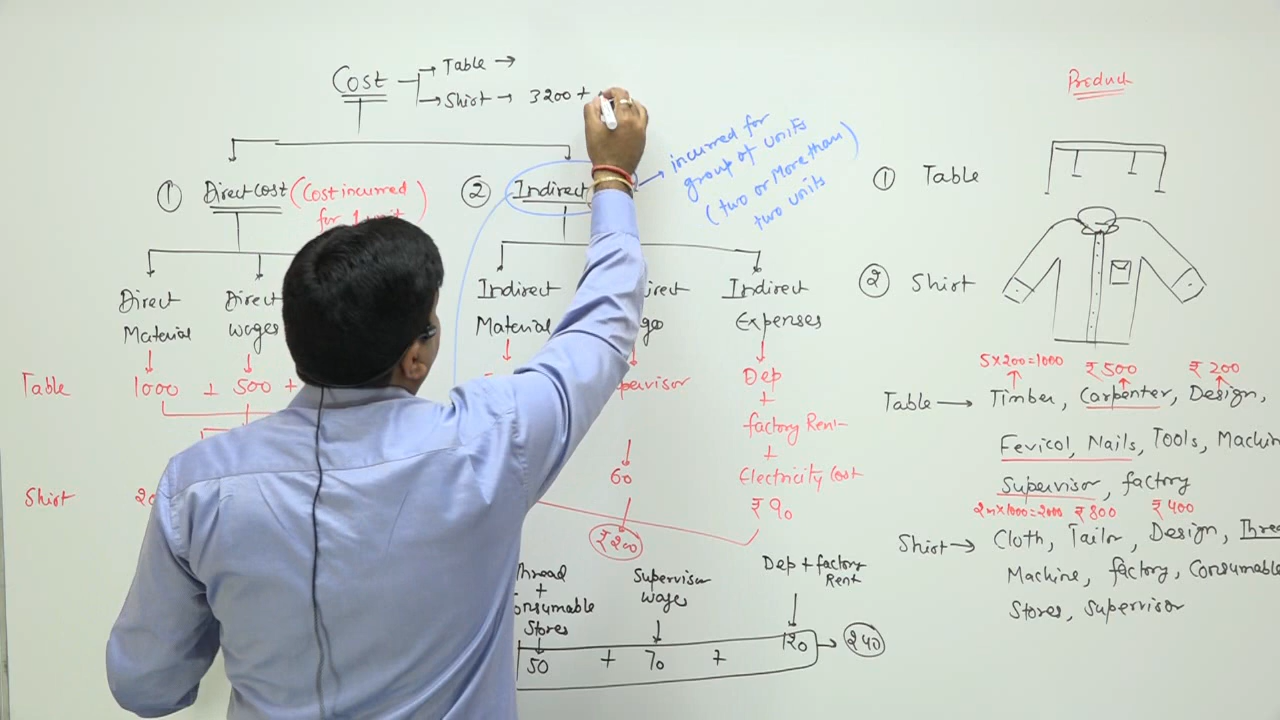 Cost
Table →
Shirt → 3200 +
① Direct cost (Cost incurred
for 1
② Indirect
→ incurred for
group of units
(two or More than)
two units
Direct
Material
Direct
wages
Indirect
Material
Indirect
Expenses
Table 1000 + 500 +
Shirt
Dep
+
factory Rent
+
Electricity cost
₹ 90
60
₹200
Thread
+
Consumable
Stores
50
+
Supervisor
wages
70
+
Dep + factory
Rent
120
→ 240
Product
① Table
② Shirt
5×200=1000 ₹500 ₹200
Table → Timber, Carpenter, Design,
Fevicol, Nails, Tools, Machin
Supervisor, factory
2m×1000=2000 ₹800 ₹400
Shirt → Cloth, Tailor, Design, Threa
Machine, factory, Consumable
Stores, Supervisor